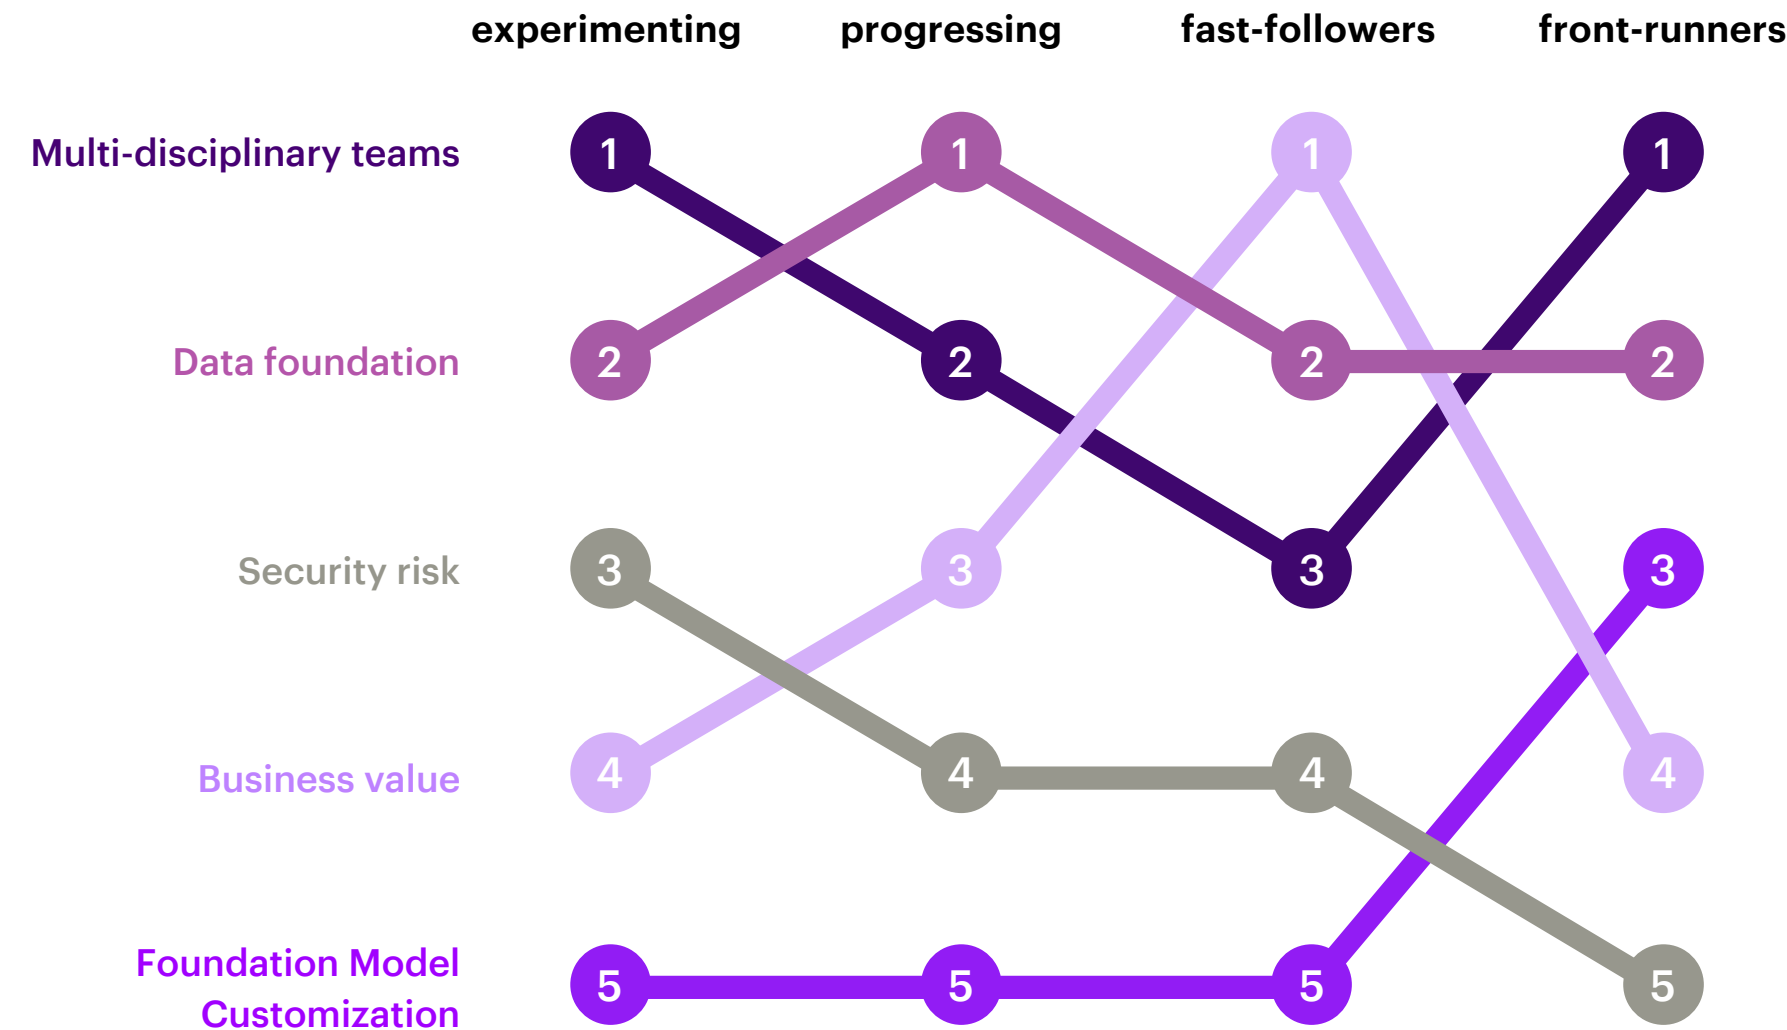 experimenting progressing fast-followers front-runners
Multi-disciplinary teams 1 1 1 1
Data foundation 2 2 2 2
Security risk 3 3 3 3
Business value 4 4 4 4
Foundation Model
Customization 5 5 5 5